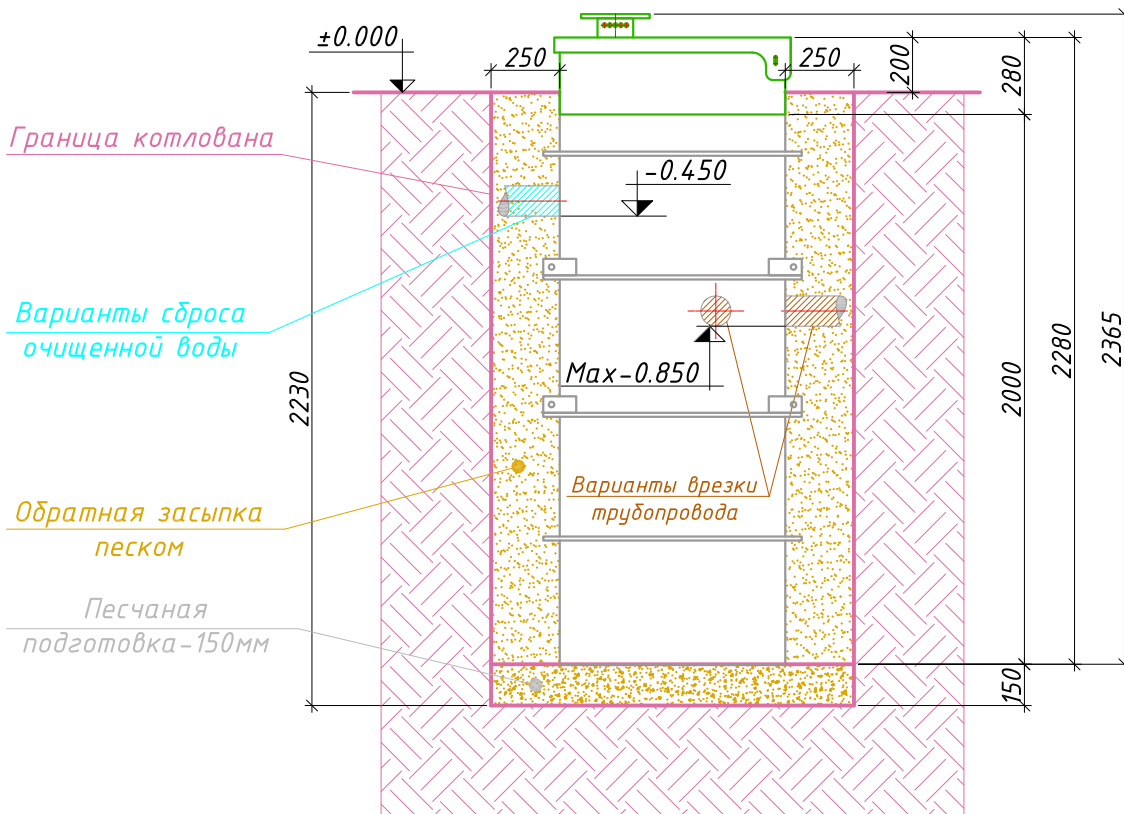 ±0.000
250
250
200
280
Граница котлована
-0.450
Варианты сброса
очищенной воды
Max-0.850
2230
2000
2280
2365
Варианты врезки
трубопровода
Обратная засыпка
песком
Песчаная
подготовка-150мм
150